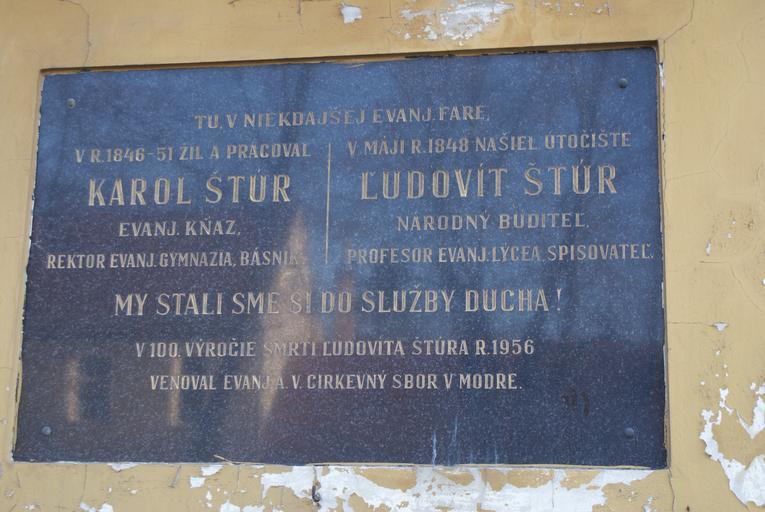 TU, V NIEKDAJŠEJ EVANJ. FARE,
V R. 1846-51 ŽIL A PRACOVAL
KAROL ŠTÚR
EVANJ. KŇAZ,
REKTOR EVANJ. GYMNAZIA, BÁSNIK.
V MÁJI R. 1848 NAŠIEL ÚTOČIŠTE
ĽUDOVÍT ŠTÚR
NÁRODNÝ BUDITEĽ,
PROFESOR EVANJ. LÝCEA, SPISOVATEĽ.
MY STALI SME SI DO SLUŽBY DUCHA!
V 100. VÝROČIE SMRTI ĽUDOVÍTA ŠTÚRA R. 1956
VENOVAL EVANJ. A. V. CIRKEVNÝ SBOR V MODRE.